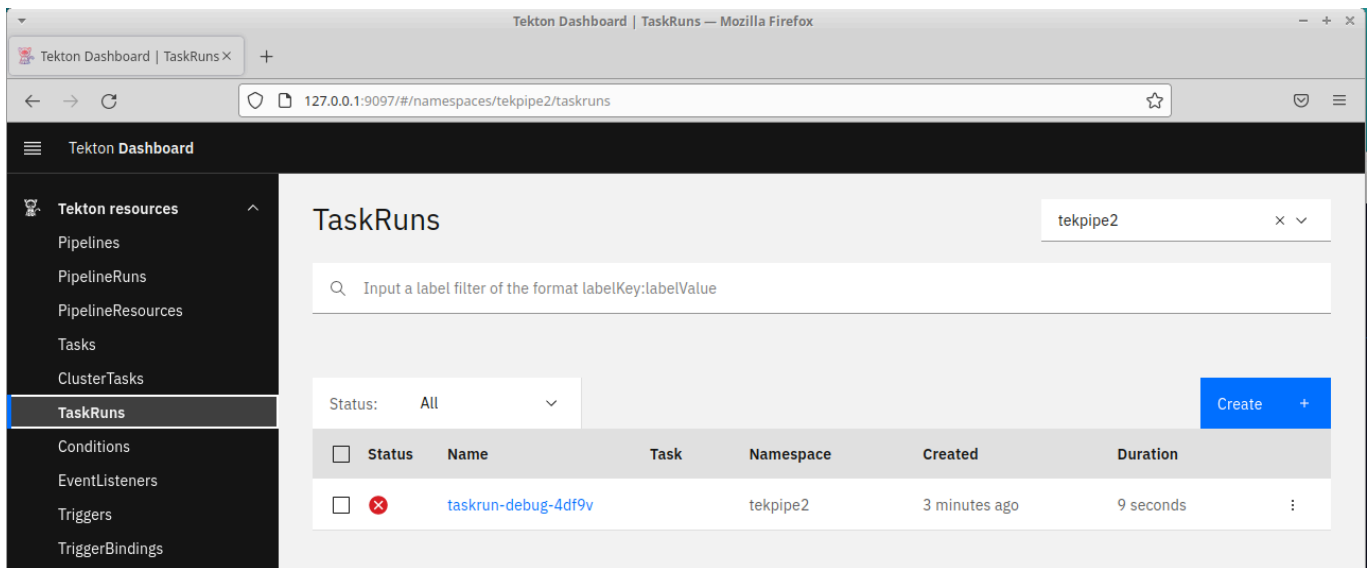 Tekton Dashboard | TaskRuns — Mozilla Firefox
Tekton Dashboard | TaskRuns
127.0.0.1:9097/#/namespaces/tekpipe2/taskruns
Tekton Dashboard
Tekton resources
Pipelines
PipelineRuns
PipelineResources
Tasks
ClusterTasks
TaskRuns
Conditions
EventListeners
Triggers
TriggerBindings
TaskRuns
tekpipe2
Input a label filter of the format labelKey:labelValue
Status: All
Create +
Status Name Task Namespace Created Duration
taskrun-debug-4df9v tekpipe2 3 minutes ago 9 seconds